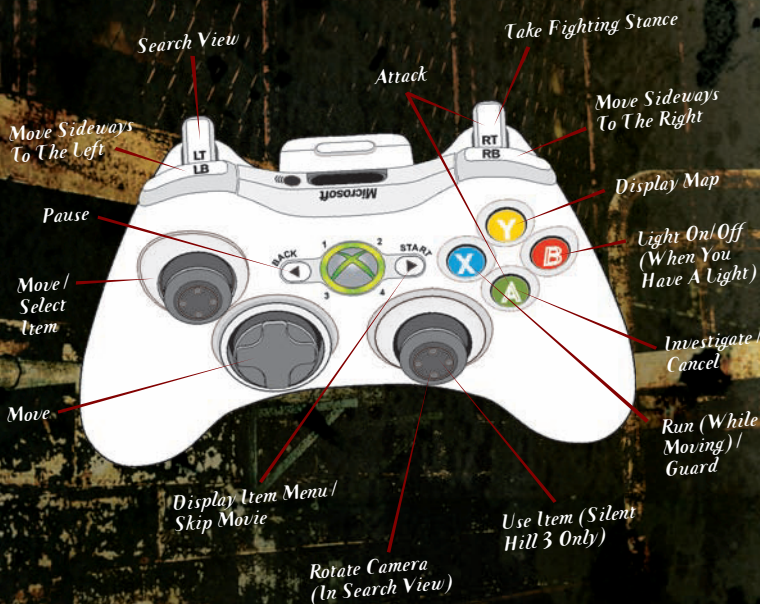 Search View
Take Fighting Stance
Attack
Move Sideways
To The Left
Move Sideways
To The Right
LT
LB
RT
RB
Microsoft
Display Map
Pause
BACK
1
2
START
3
4
Y
X
B
A
Light On/Off
(When You
Have A Light)
Move/
Select
Item
Investigate/
Cancel
Move
Run (While
Moving)/
Guard
Display Item Menu/
Skip Movie
Use Item (Silent
Hill 3 Only)
Rotate Camera
(In Search View)